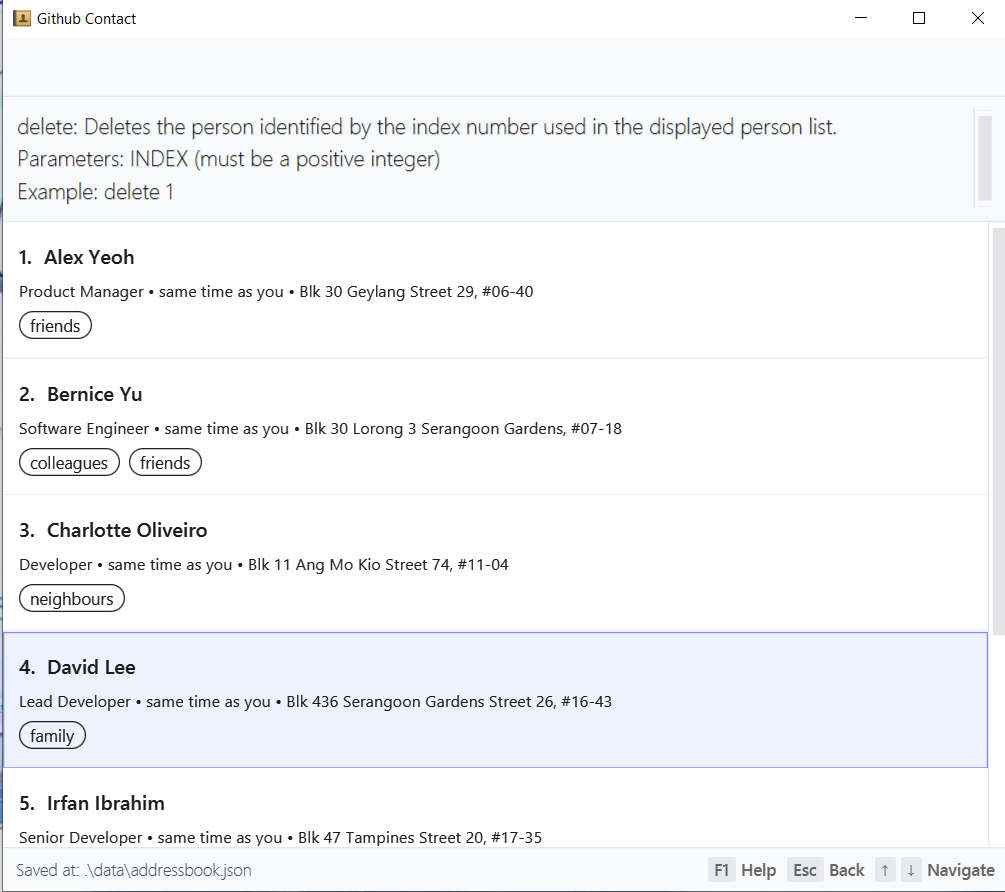 Github Contact
delete: Deletes the person identified by the index number used in the displayed person list.
Parameters: INDEX (must be a positive integer)
Example: delete 1
1. Alex Yeoh
Product Manager • same time as you • Blk 30 Geylang Street 29, #06-40
friends
2. Bernice Yu
Software Engineer • same time as you • Blk 30 Lorong 3 Serangoon Gardens, #07-18
colleagues friends
3. Charlotte Oliveiro
Developer • same time as you • Blk 11 Ang Mo Kio Street 74, #11-04
neighbours
4. David Lee
Lead Developer • same time as you • Blk 436 Serangoon Gardens Street 26, #16-43
family
5. Irfan Ibrahim
Senior Developer • same time as you • Blk 47 Tampines Street 20, #17-35
Saved at: .\data\addressbook.json F1 Help Esc Back ↑ ↓ Navigate